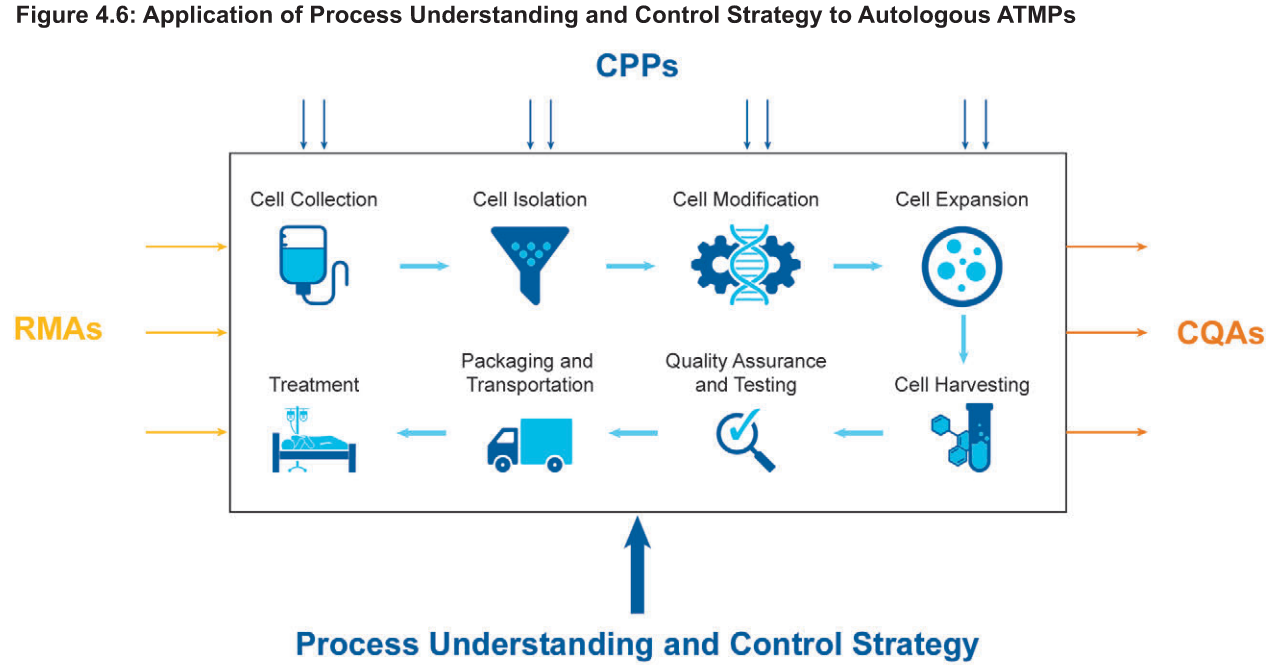 Figure 4.6: Application of Process Understanding and Control Strategy to Autologous ATMPs
CPPs
Cell Collection
Cell Isolation
Cell Modification
Cell Expansion
RMAs
CQAs
Treatment
Packaging and
Transportation
Quality Assurance
and Testing
Cell Harvesting
Process Understanding and Control Strategy